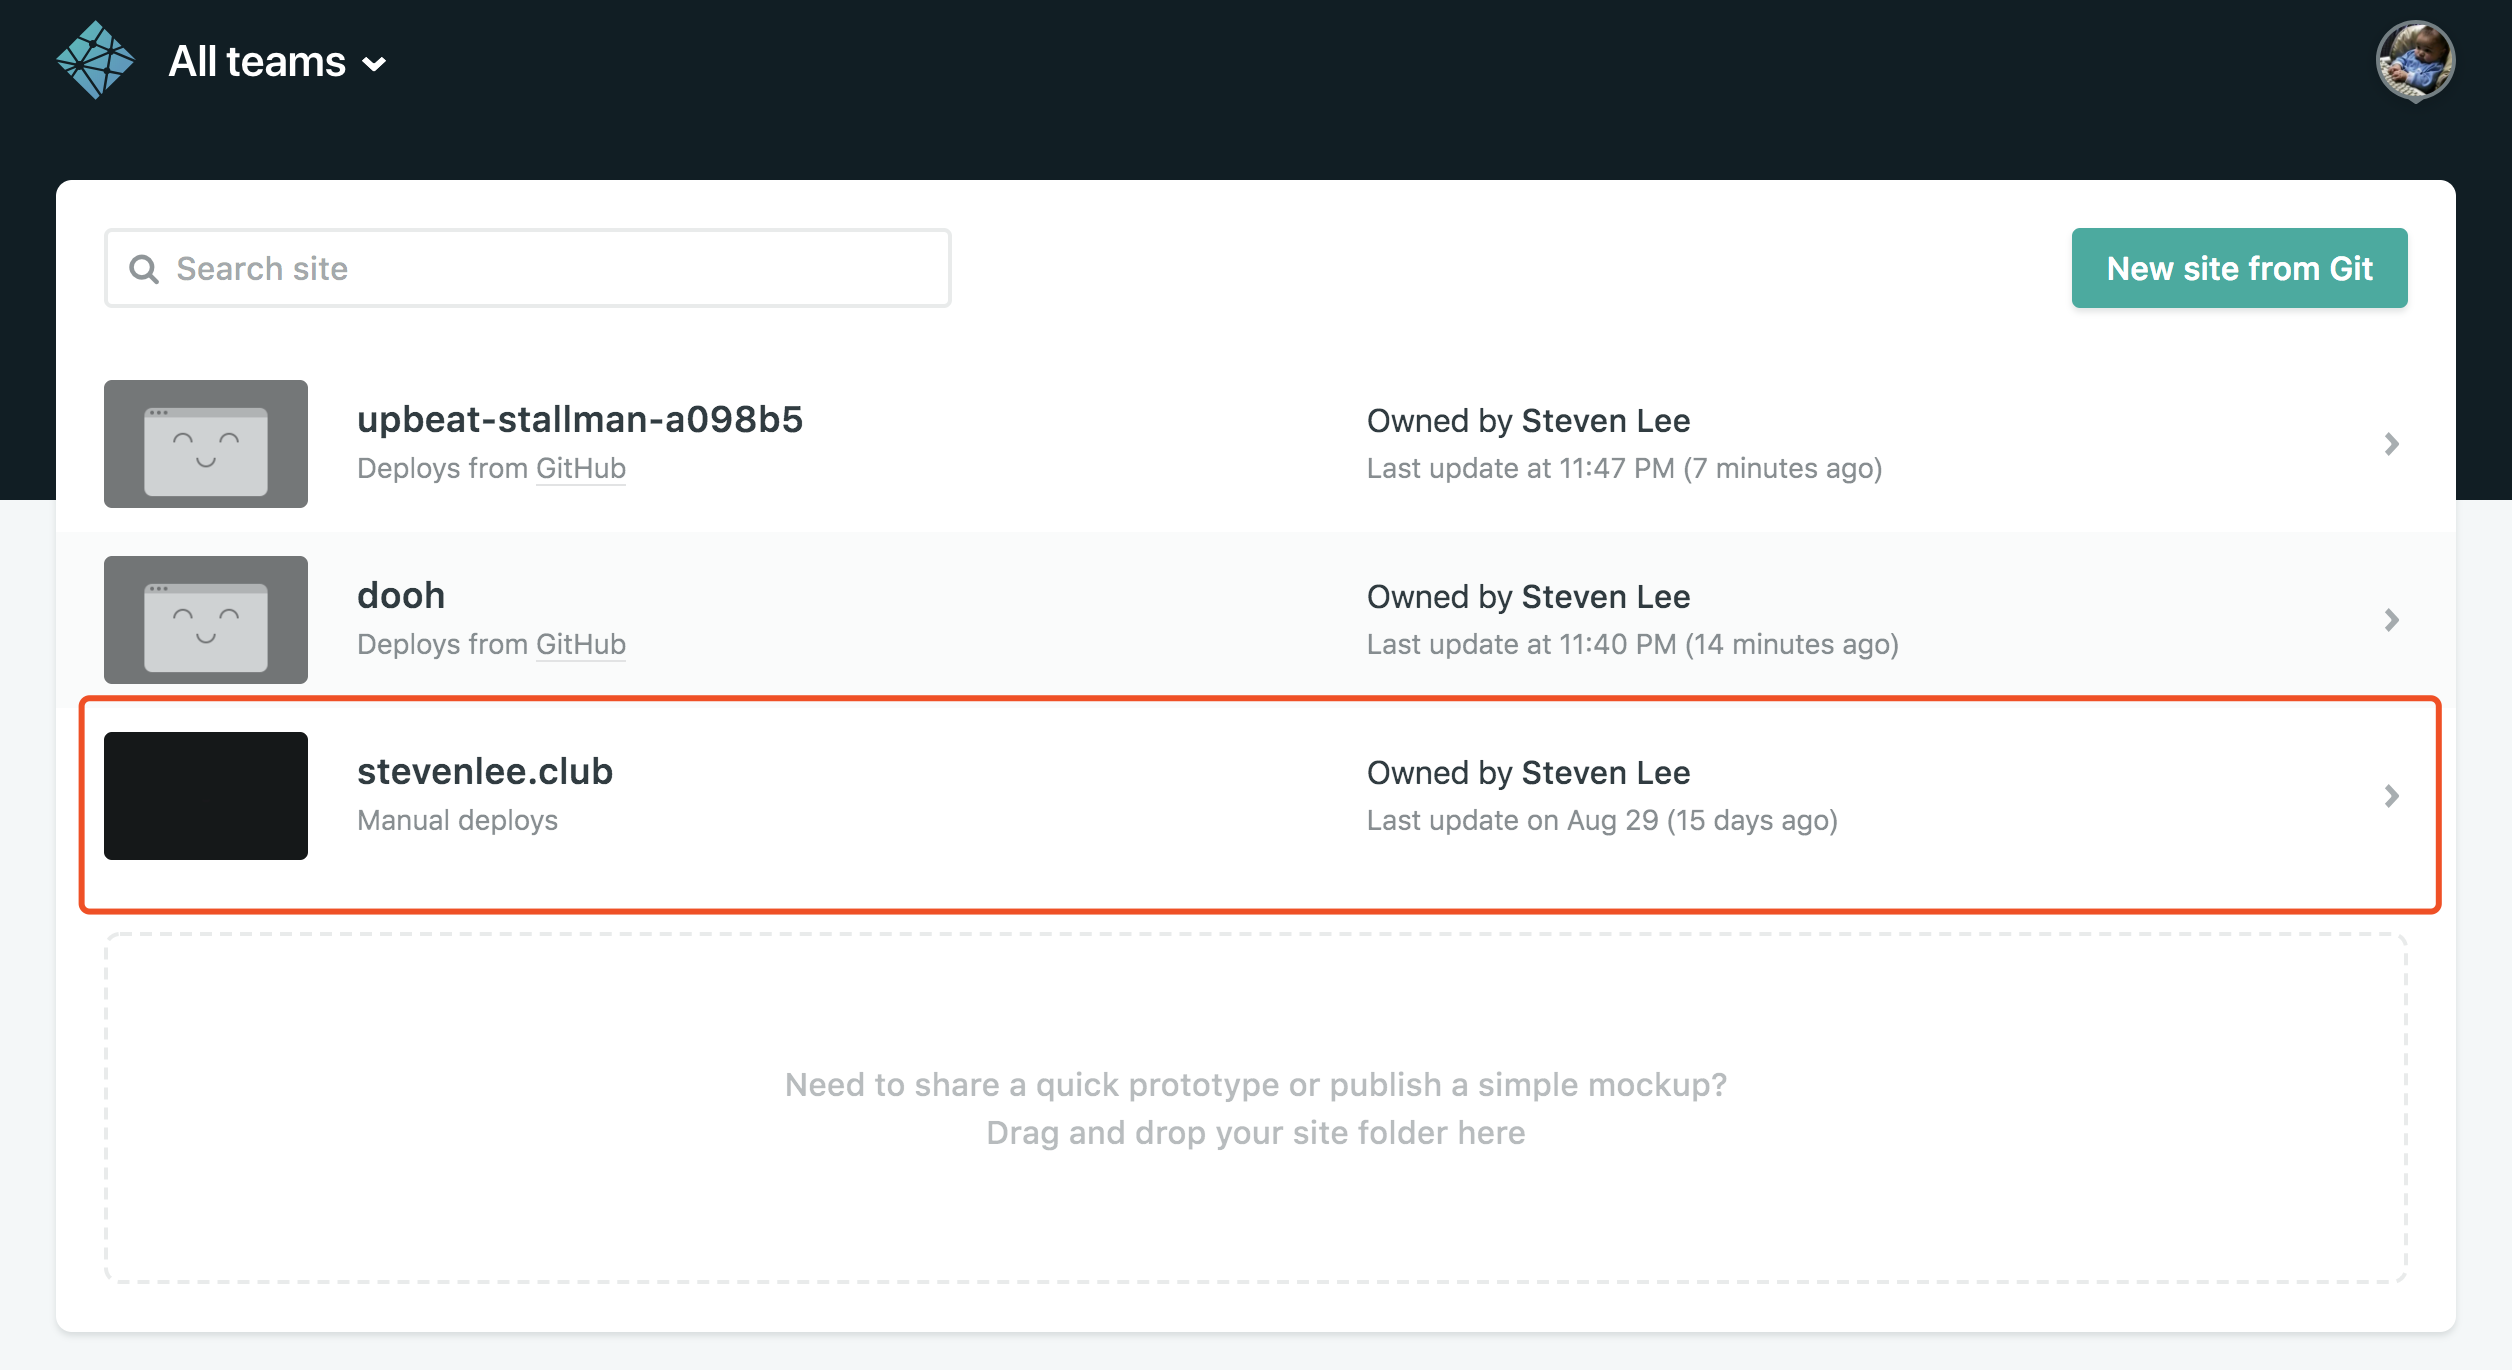 All teams
Search site
New site from Git
upbeat-stallman-a098b5
Deploys from GitHub
Owned by Steven Lee
Last update at 11:47 PM (7 minutes ago)
dooh
Deploys from GitHub
Owned by Steven Lee
Last update at 11:40 PM (14 minutes ago)
stevenlee.club
Manual deploys
Owned by Steven Lee
Last update on Aug 29 (15 days ago)
Need to share a quick prototype or publish a simple mockup?
Drag and drop your site folder here